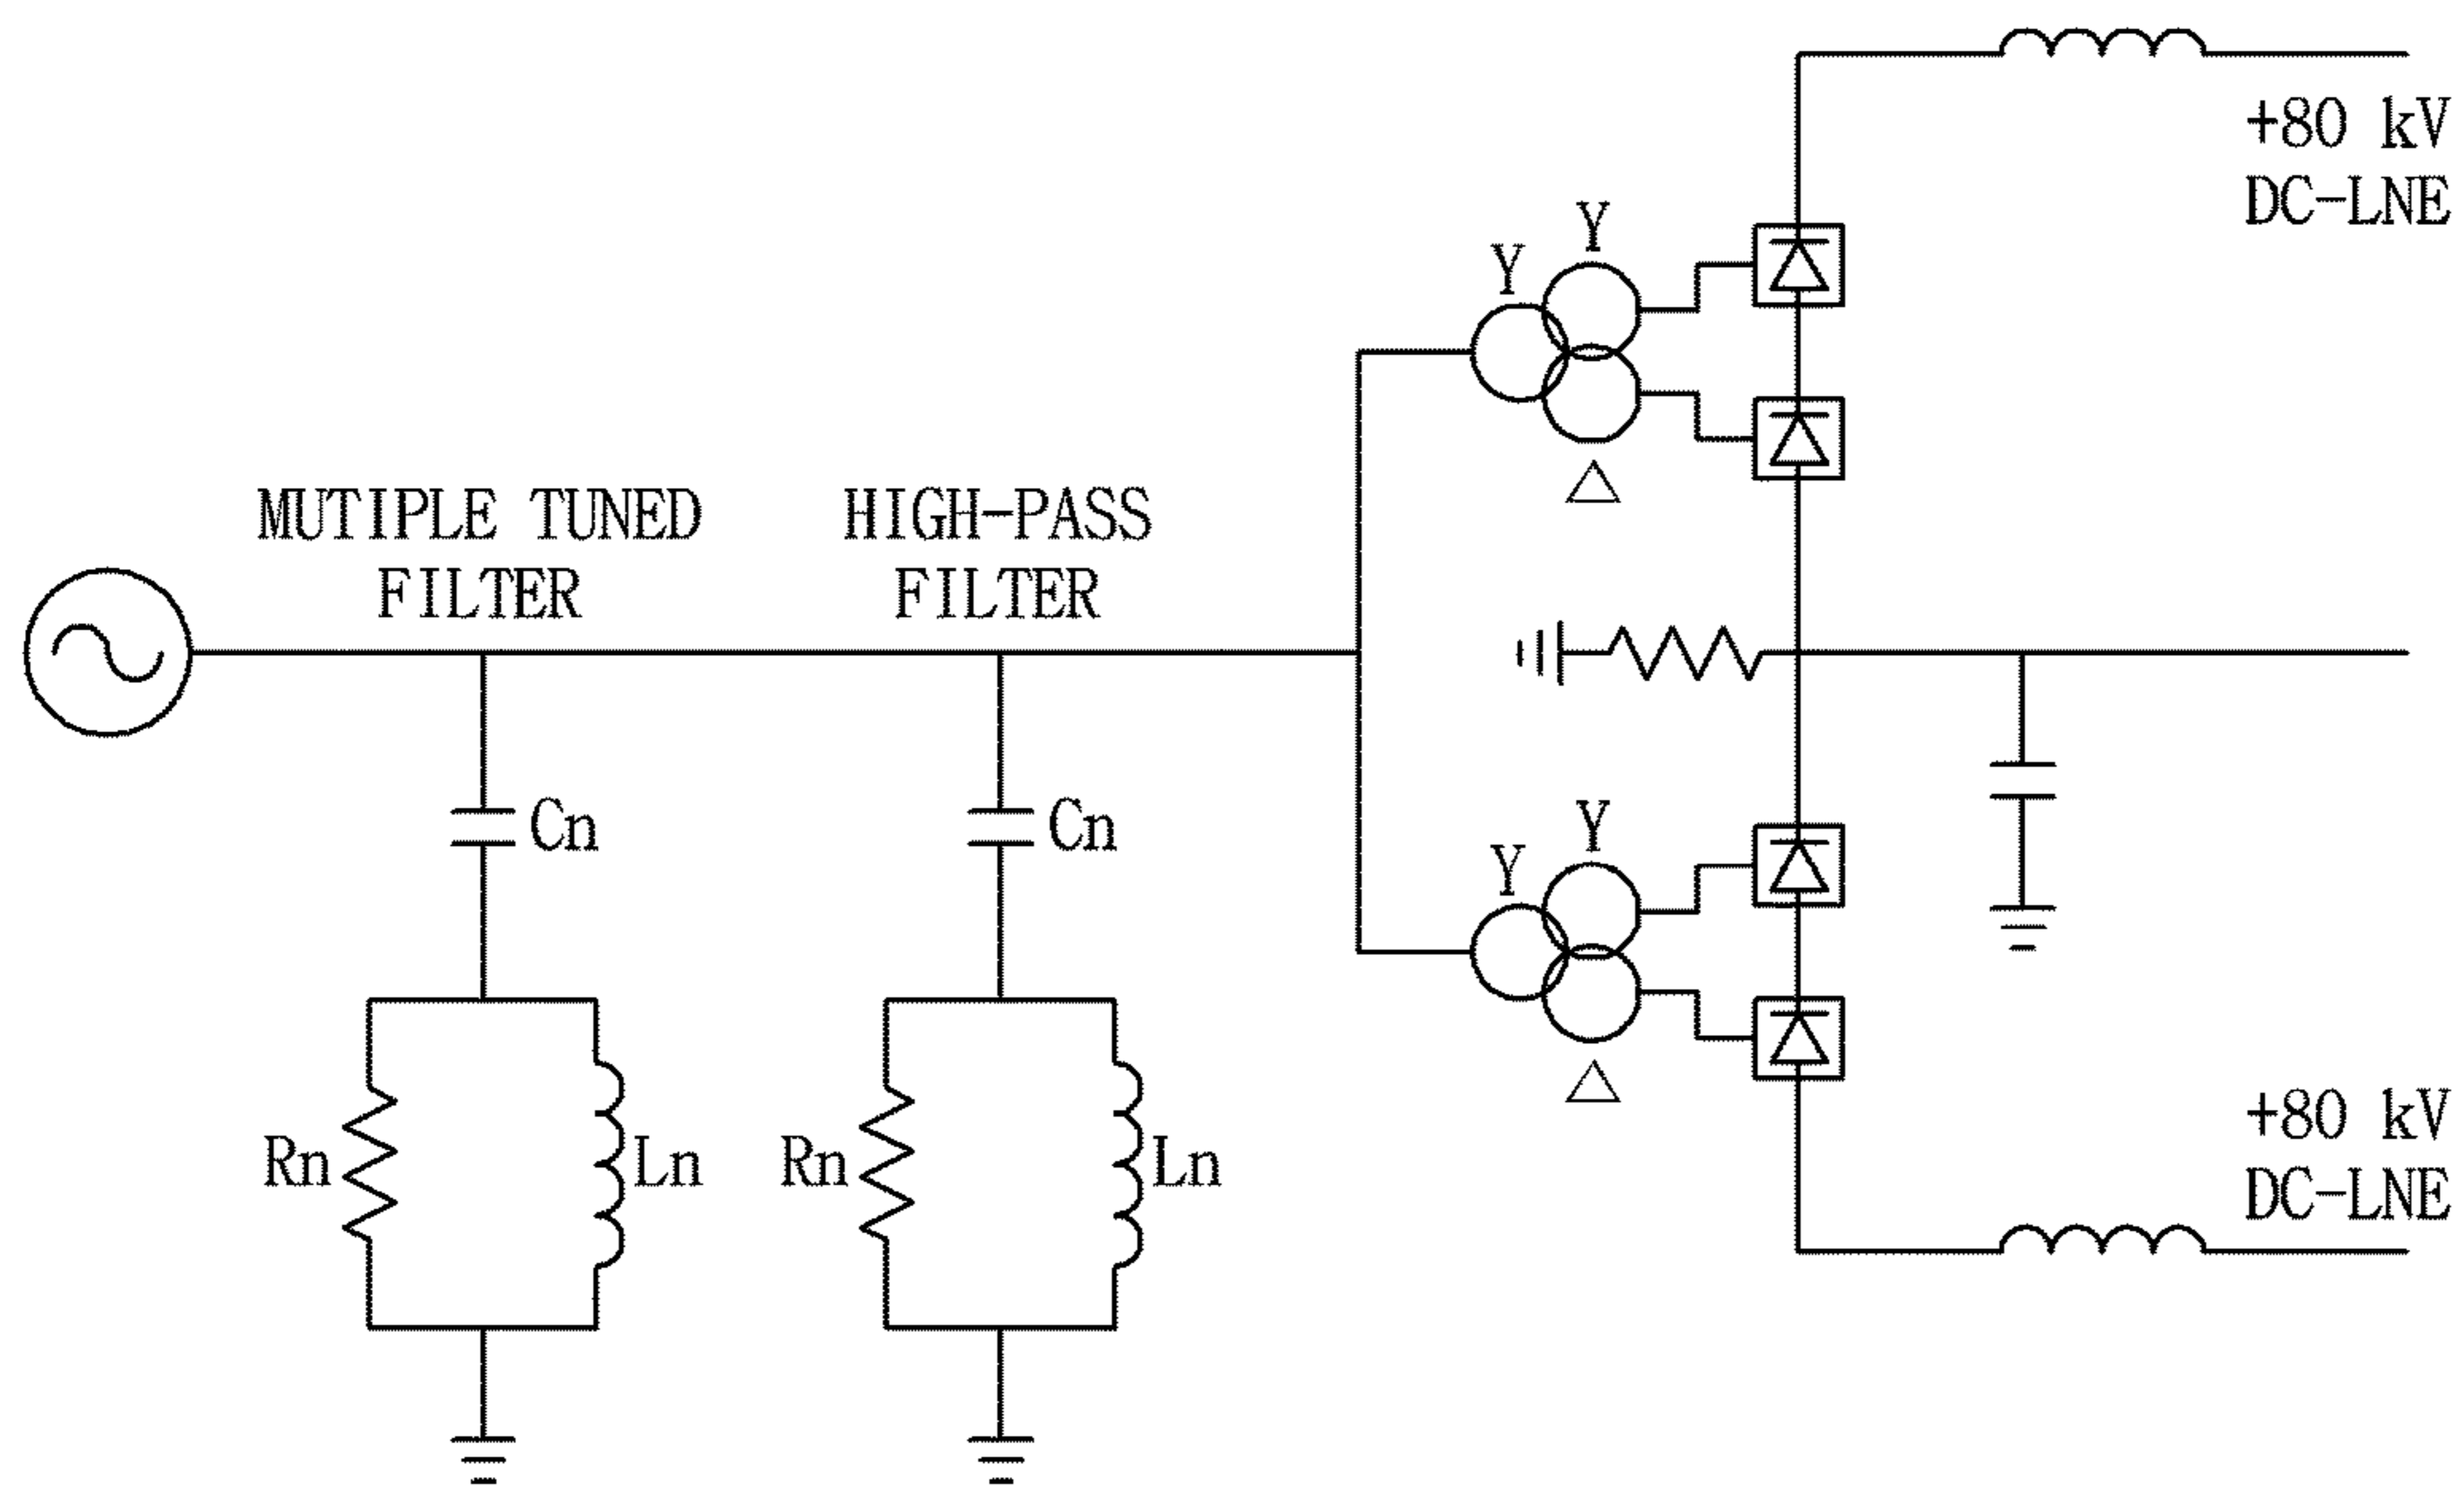 +80 kV
DC-LNE
Y
Y
MUTIPLE TUNED
FILTER
HIGH-PASS
FILTER
Cn
Cn
Y
Y
Rn
Ln
Rn
Ln
+80 kV
DC-LNE